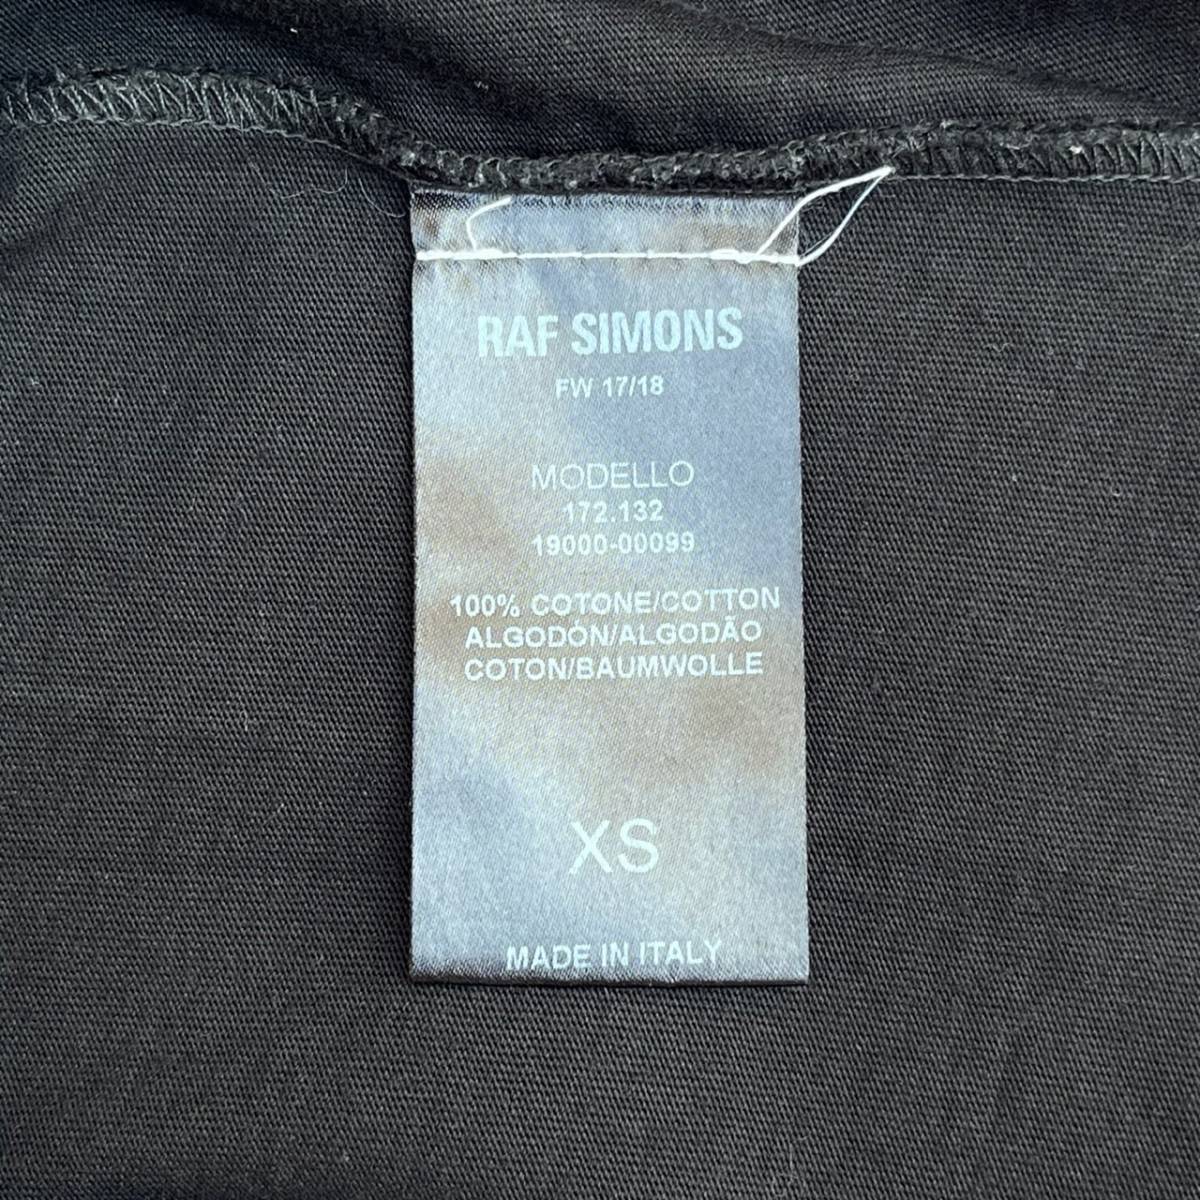 RAF SIMONS
FW 17/18
MODELLO
172.132
19000-00099
100% COTONE/COTTON
ALGODÓN/ALGODÃO
COTON/BAUMWOLLE
XS
MADE IN ITALY